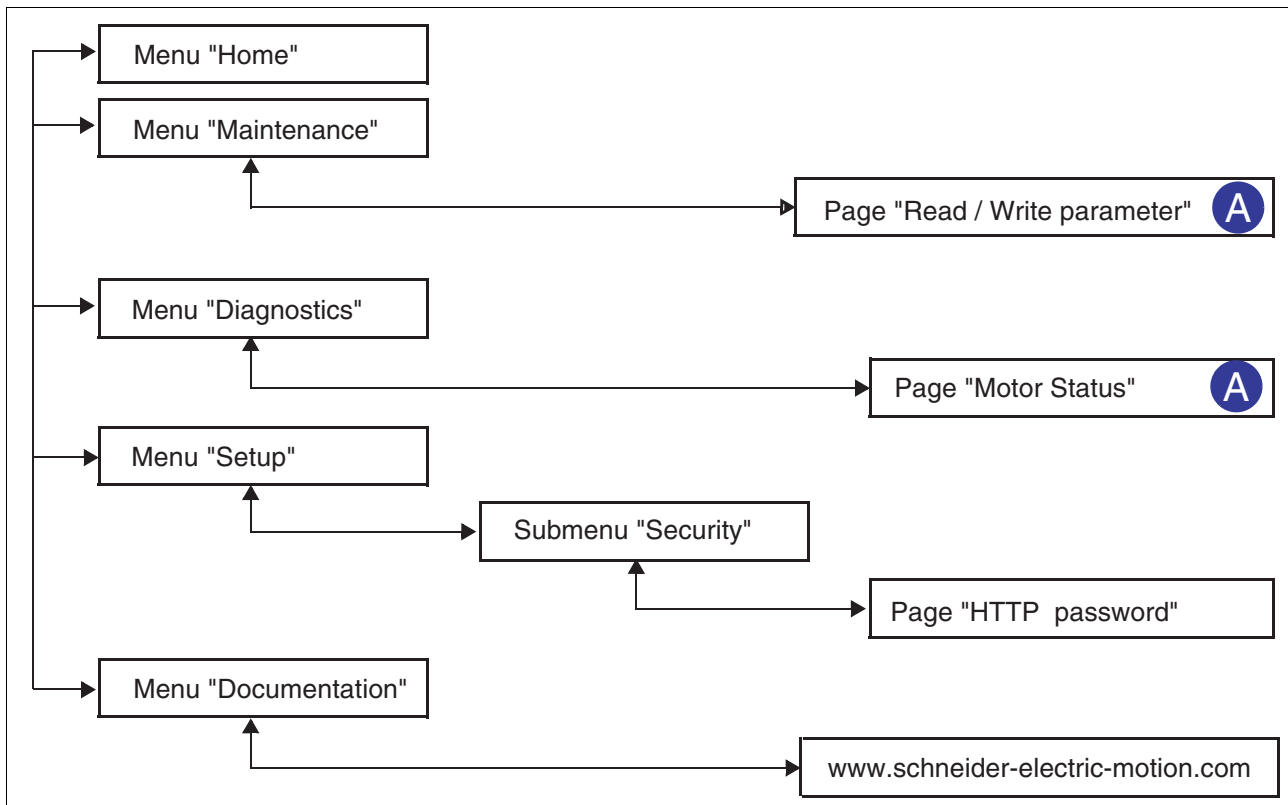 Menu "Home"
Menu "Maintenance"
Page "Read / Write parameter" A
Menu "Diagnostics"
Page "Motor Status" A
Menu "Setup"
Submenu "Security"
Page "HTTP  password"
Menu "Documentation"
www.schneider-electric-motion.com